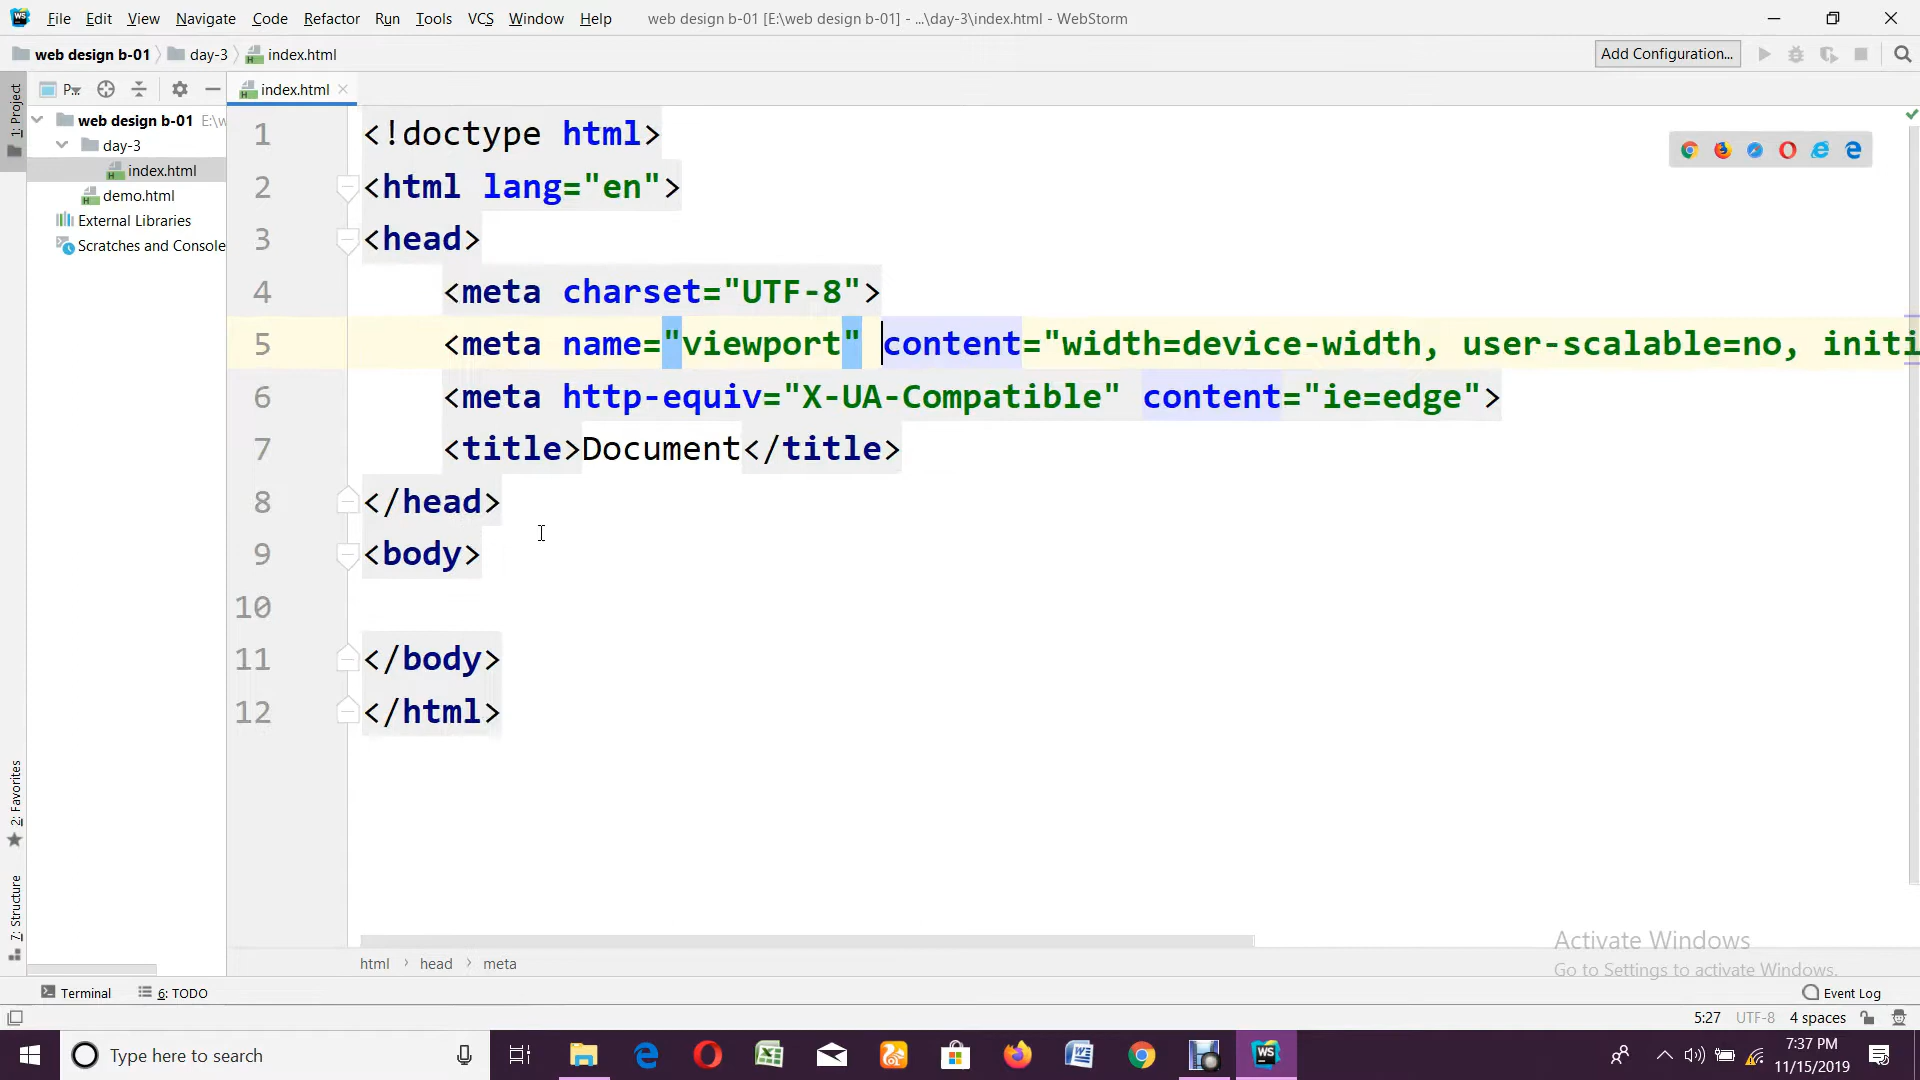 File Edit View Navigate Code Refactor Run Tools VCS Window Help web design b-01 [E:\web design b-01] - ...\day-3\index.html - WebStorm
web design b-01 day-3 index.html Add Configuration...
1: Project
P..
index.html
web design b-01 E:\w
day-3
index.html
demo.html
External Libraries
Scratches and Console
1 <!doctype html>
2 <html lang="en">
3 <head>
4 <meta charset="UTF-8">
5 <meta name="viewport" content="width=device-width, user-scalable=no, initi
6 <meta http-equiv="X-UA-Compatible" content="ie=edge">
7 <title>Document</title>
8 </head>
9 <body>
10
11 </body>
12 </html>
2: Favorites
7: Structure
Activate Windows
Go to Settings to activate Windows.
html head meta
Terminal 6: TODO Event Log
5:27 UTF-8 4 spaces
Type here to search
WS
7:37 PM
11/15/2019